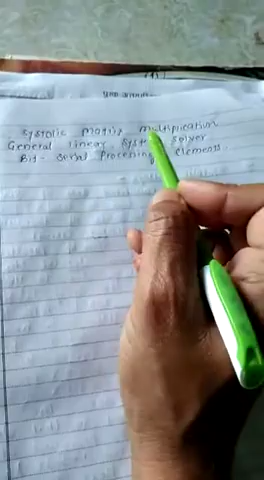 Systolic Matrix Multiplication
General linear System solver
Bit - serial Processing elements.